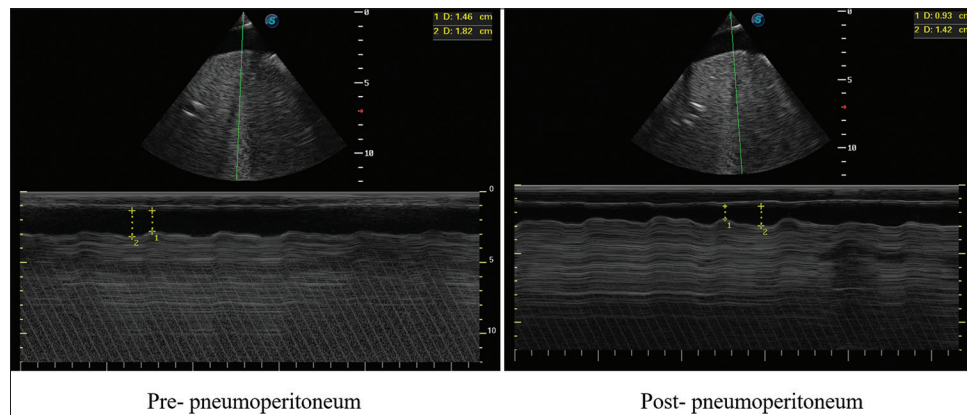 1 D: 1.46 cm
2 D: 1.82 cm
S
0
5
10
0
5
10
1
2
Pre- pneumoperitoneum
1 D: 0.93 cm
2 D: 1.42 cm
S
0
5
10
1
2
Post- pneumoperitoneum